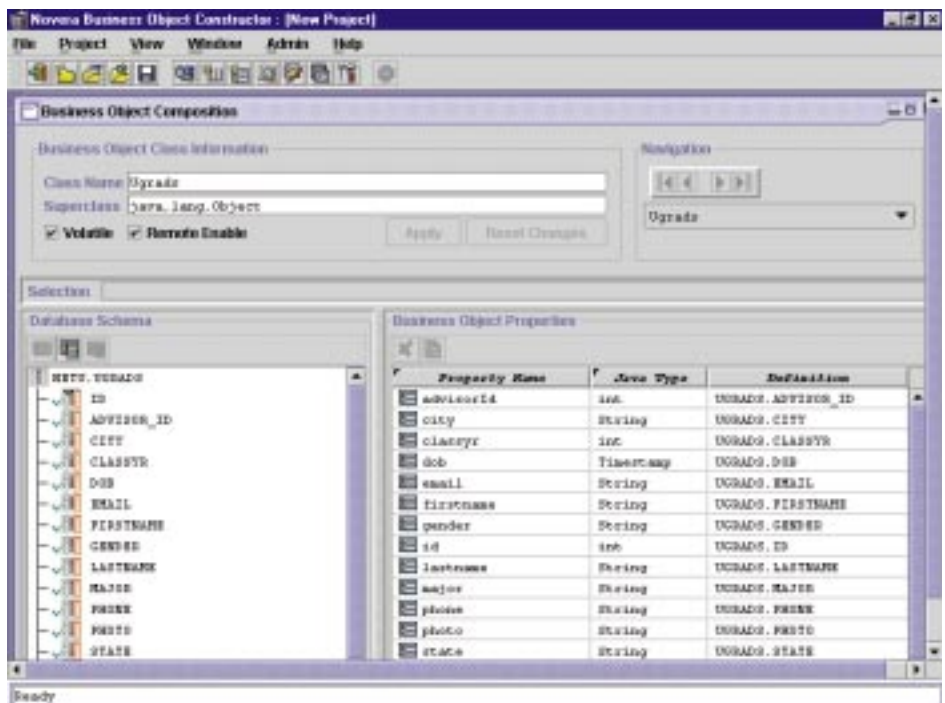 Novera Business Object Constructor : [New Project]
File Project View Window Admin Help
Business Object Composition
Business Object Class Information
Navigation
Class Name Ugrads
Superclass java.lang.Object
Ugrads
Volatile Remote Enable Apply Reset Changes
Selection
Database Schema
Business Object Properties
Property Name Java Type Definition
.UGRADS
ID
ADVISOR_ID
CITY
CLASSYR
DOB
EMAIL
FIRSTNAME
GENDER
LASTNAME
MAJOR
PHONE
PHOTO
STATE
advisorId int UGRADS.ADVISOR_ID
city String UGRADS.CITY
classyr int UGRADS.CLASSYR
dob Timestamp UGRADS.DOB
email String UGRADS.EMAIL
firstname String UGRADS.FIRSTNAME
gender String UGRADS.GENDER
id int UGRADS.ID
lastname String UGRADS.LASTNAME
major String UGRADS.MAJOR
phone String UGRADS.PHONE
photo String UGRADS.PHOTO
state String UGRADS.STATE
Ready